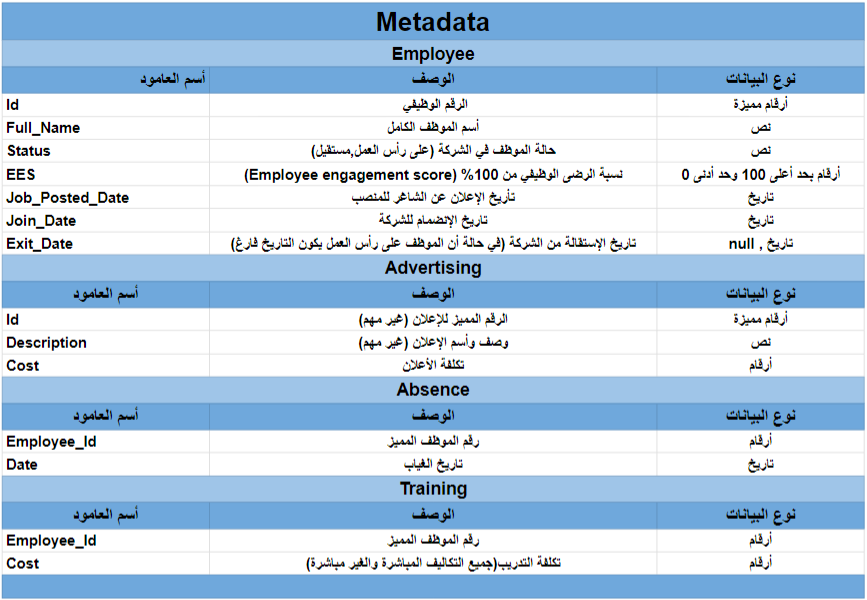 Metadata
Employee
أسم العامود الوصف نوع البيانات
Id الرقم الوظيفي أرقام مميزة
Full_Name أسم الموظف الكامل نص
Status حالة الموظف في الشركة (على رأس العمل,مستقيل) نص
EES نسبة الرضى الوظيفي من 100% (Employee engagement score) أرقام بحد أعلى 100 وحد أدنى 0
Job_Posted_Date تأريخ الإعلان عن الشاغر للمنصب تاريخ
Join_Date تاريخ الإنضمام للشركة تاريخ
Exit_Date تاريخ الإستقالة من الشركة (في حالة أن الموظف على رأس العمل يكون التاريخ فارغ) تاريخ , null
Advertising
أسم العامود الوصف نوع البيانات
Id الرقم المميز للإعلان (غير مهم) أرقام مميزة
Description وصف وأسم الإعلان (غير مهم) نص
Cost تكلفة الأعلان أرقام
Absence
أسم العامود الوصف نوع البيانات
Employee_Id رقم الموظف المميز أرقام
Date تاريخ الغياب تاريخ
Training
أسم العامود الوصف نوع البيانات
Employee_Id رقم الموظف المميز أرقام
Cost تكلفة التدريب(جميع التكاليف المباشرة والغير مباشرة) أرقام